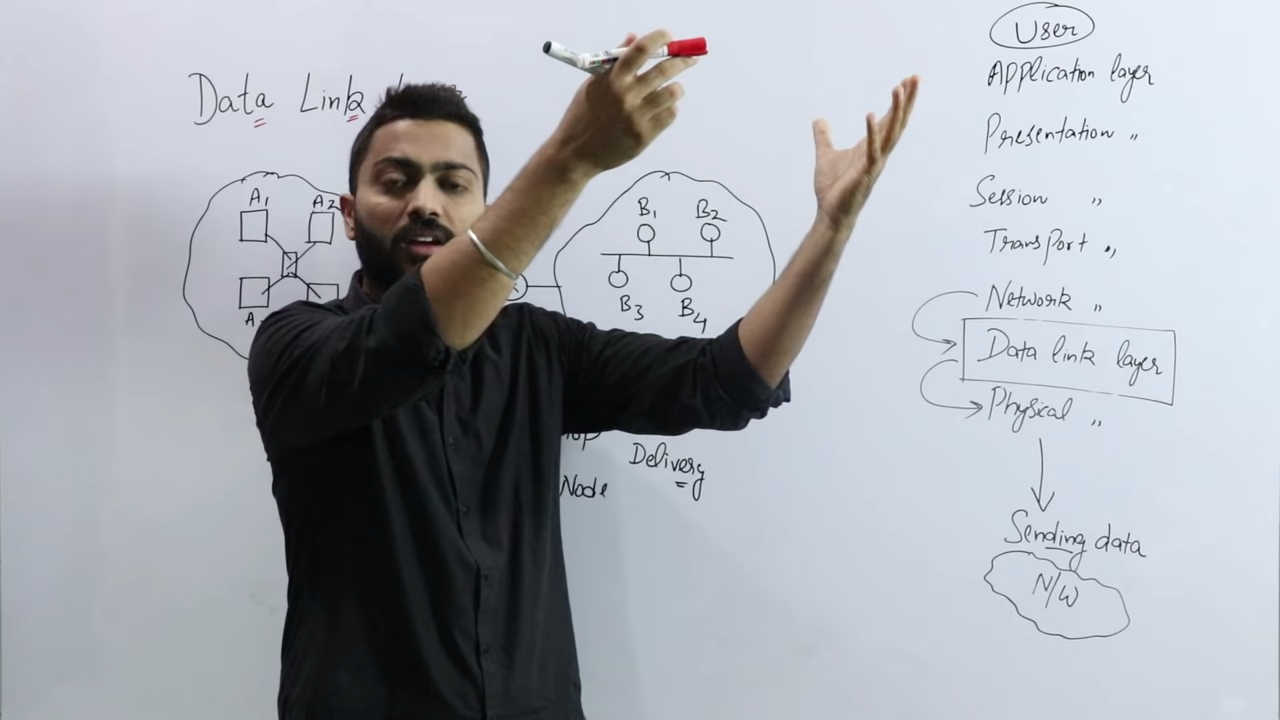 Data Link
A1
A2
B1
B2
B3
B4
Delivery
Node
User
Application layer
Presentation "
Session "
Transport "
Network "
Data link layer
Physical "
Sending data
N/W